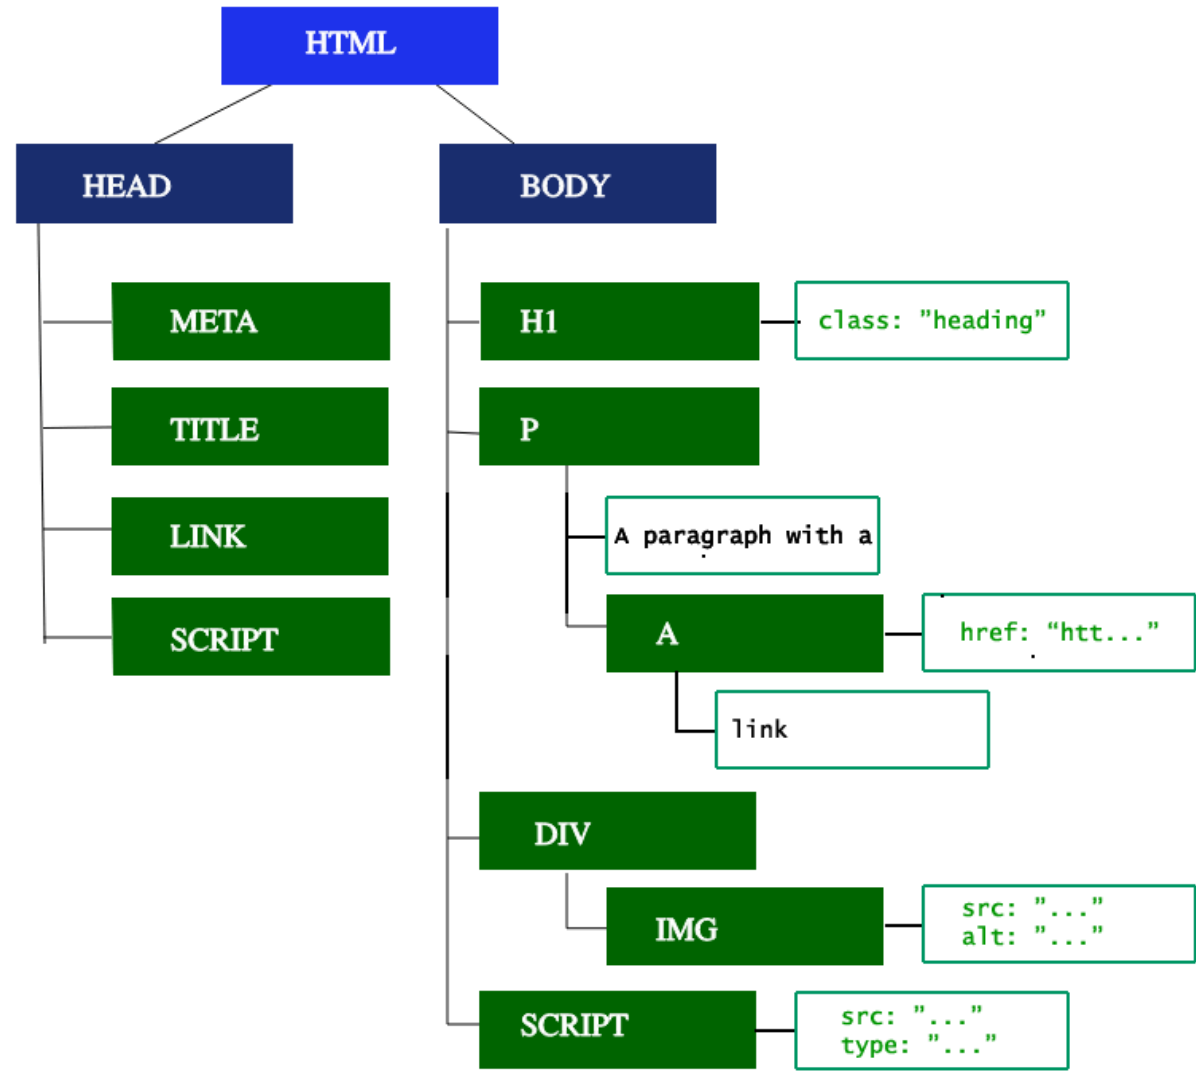 HTML
HEAD
BODY
META
H1
class: ”heading”
TITLE
P
LINK
A paragraph with a
SCRIPT
A
href: “htt...”
link
DIV
IMG
src: ”...”
alt: ”...”
SCRIPT
src: ”...”
type: ”...”